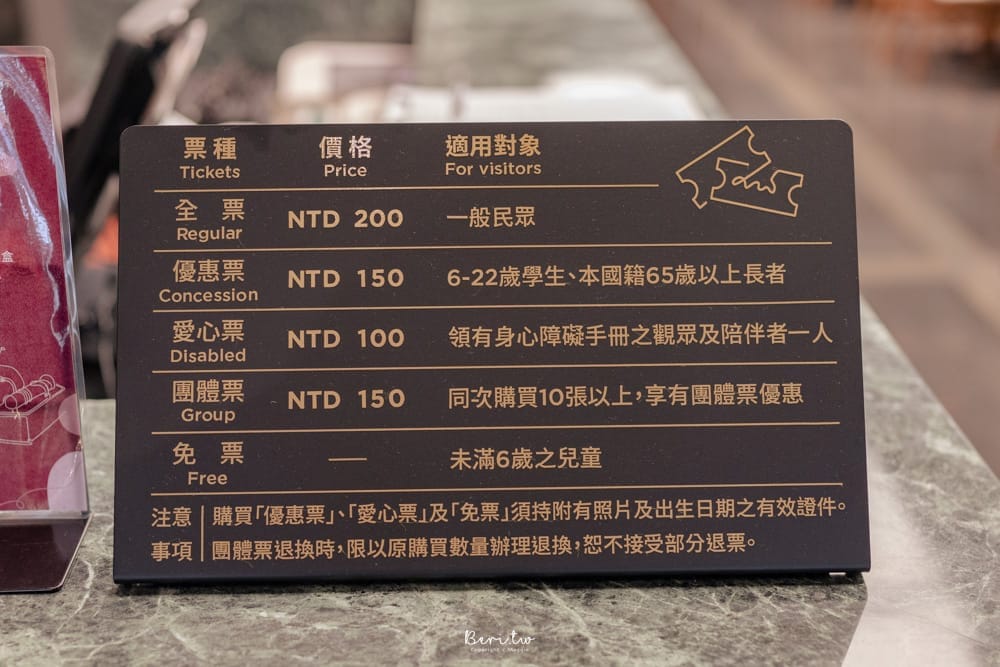 票種 價格 適用對象
Tickets Price For visitors
全票 NTD 200 一般民眾
Regular
優惠票 NTD 150 6-22歲學生、本國籍65歲以上長者
Concession
愛心票 NTD 100 領有身心障礙手冊之觀眾及陪伴者一人
Disabled
團體票 NTD 150 同次購買10張以上，享有團體票優惠
Group
免票 — 未滿6歲之兒童
Free
注意 購買「優惠票」、「愛心票」及「免票」須持附有照片及出生日期之有效證件。
事項 團體票退換時，限以原購買數量辦理退換，恕不接受部分退票。
盒
Beri.tw
Copyright © Maggie